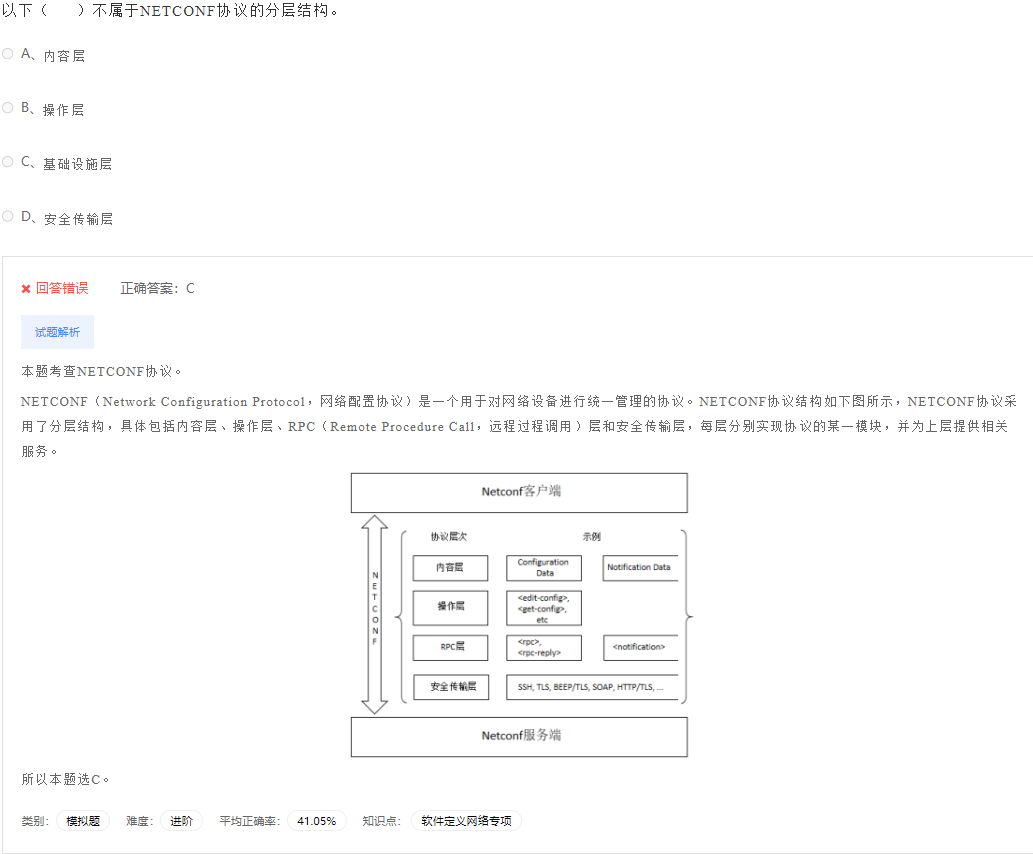 以下（　　）不属于NETCONF协议的分层结构。
A、内容层
B、操作层
C、基础设施层
D、安全传输层
✖ 回答错误 正确答案：C
试题解析
本题考查NETCONF协议。
NETCONF（Network Configuration Protocol，网络配置协议）是一个用于对网络设备进行统一管理的协议。NETCONF协议结构如下图所示，NETCONF协议采
用了分层结构，具体包括内容层、操作层、RPC（Remote Procedure Call，远程过程调用）层和安全传输层，每层分别实现协议的某一模块，并为上层提供相关
服务。
Netconf客户端
NETCONF
协议层次 示例
内容层 Configuration Data Notification Data
操作层 <edit-config>, <get-config>, etc
RPC层 <rpc>, <rpc-reply> <notification>
安全传输层 SSH, TLS, BEEP/TLS, SOAP, HTTP/TLS, ...
Netconf服务端
所以本题选C。
类别： 模拟题 难度： 进阶 平均正确率： 41.05% 知识点： 软件定义网络专项